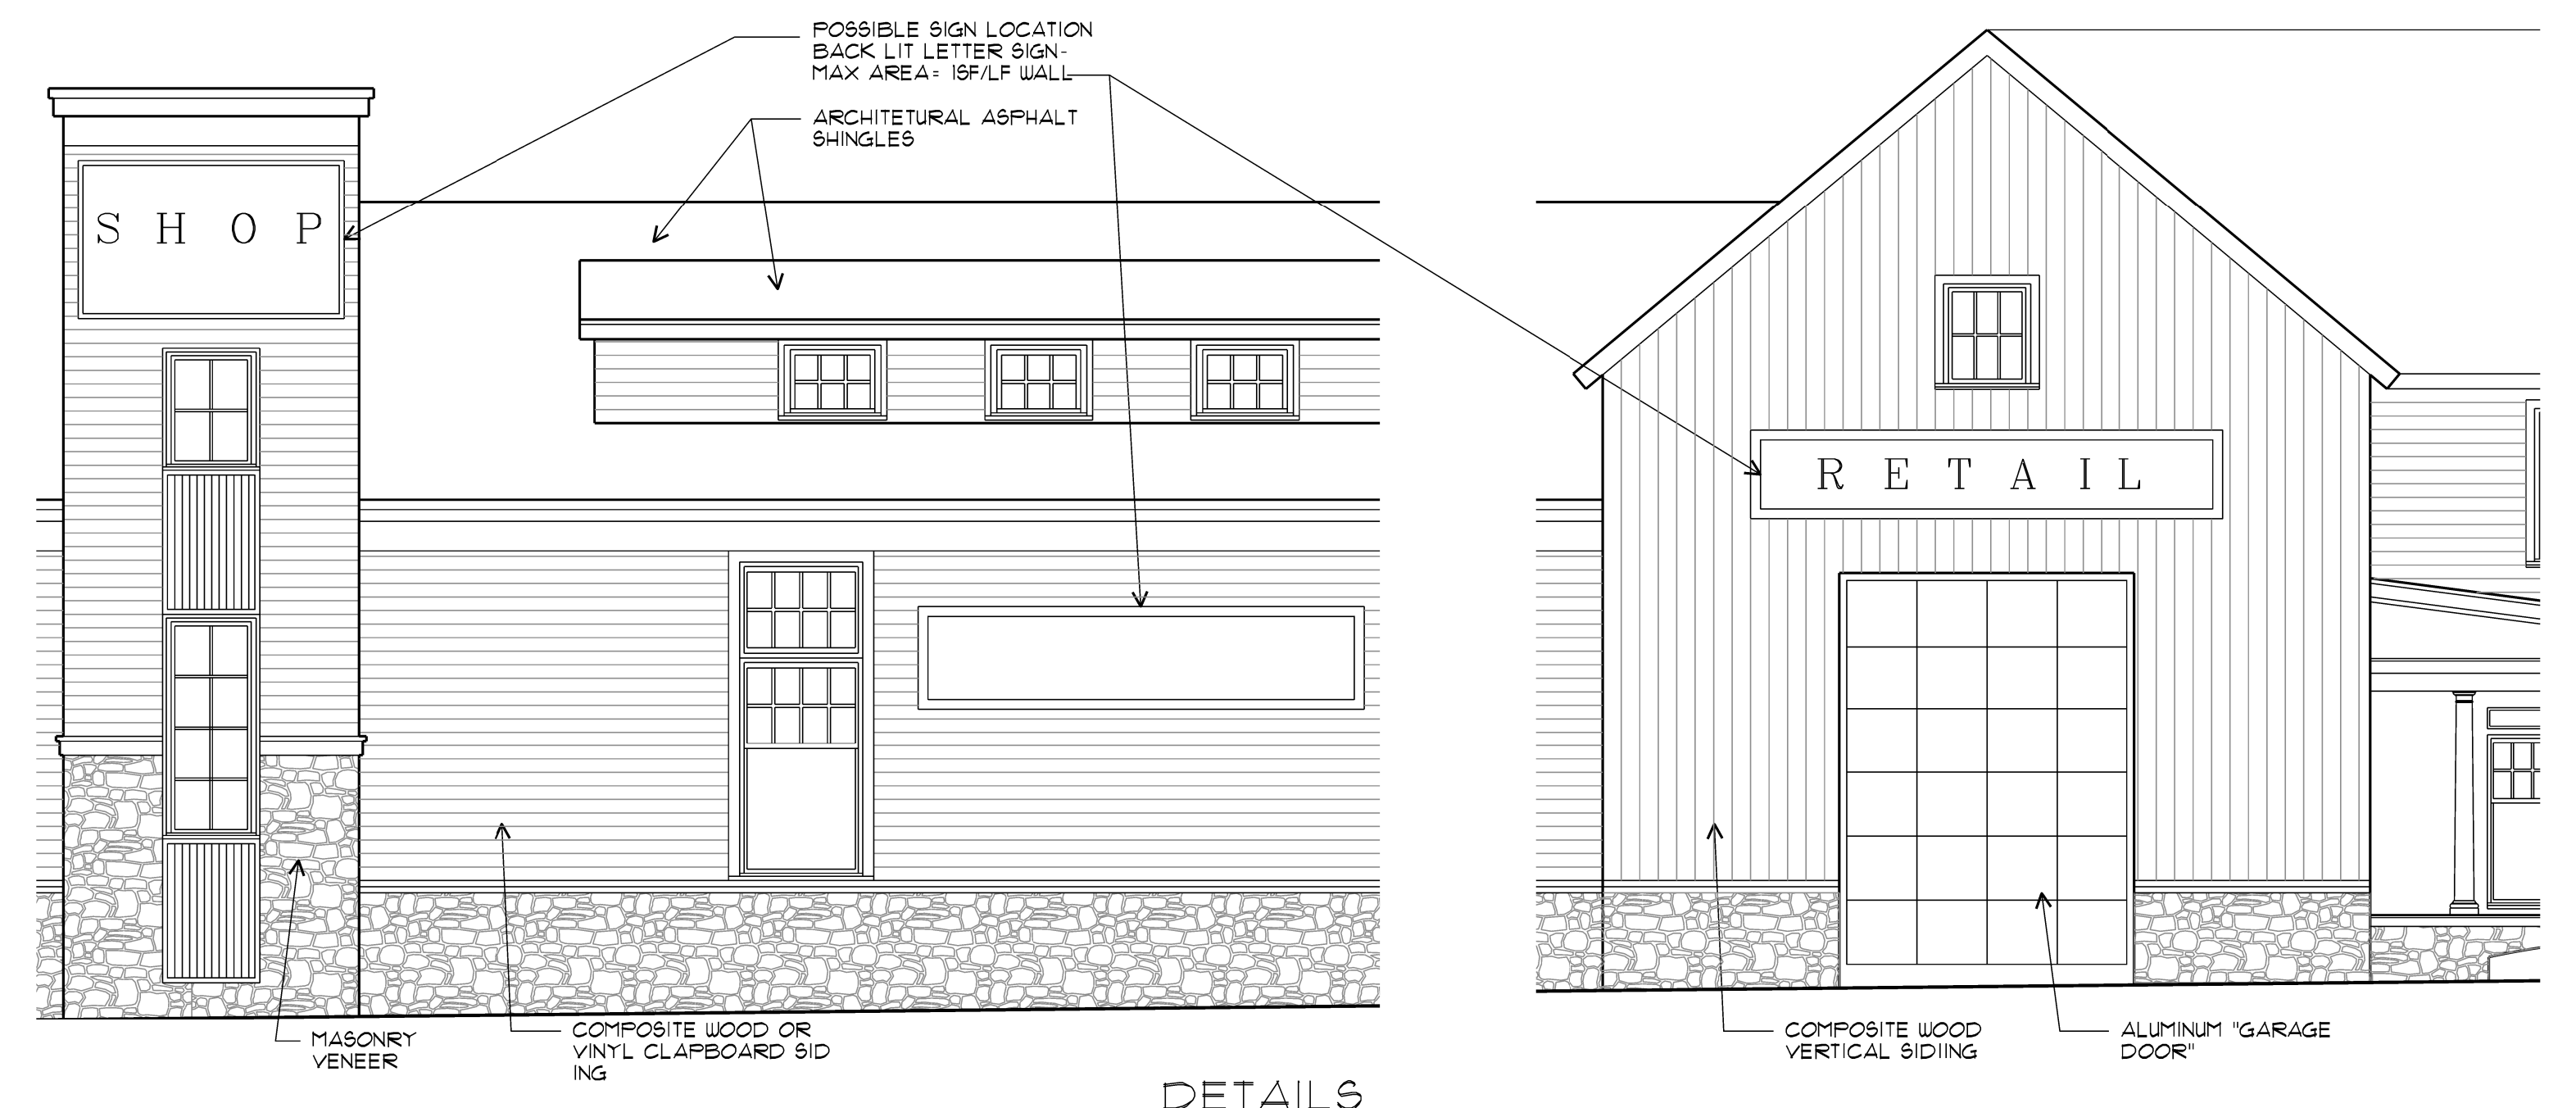 POSSIBLE SIGN LOCATION
BACK LIT LETTER SIGN-
MAX AREA= 1SF/LF WALL
ARCHITETURAL ASPHALT
SHINGLES
S H O P
R E T A I L
MASONRY
VENEER
COMPOSITE WOOD OR
VINYL CLAPBOARD SID
ING
COMPOSITE WOOD
VERTICAL SIDIING
ALUMINUM "GARAGE
DOOR"
DETAILS